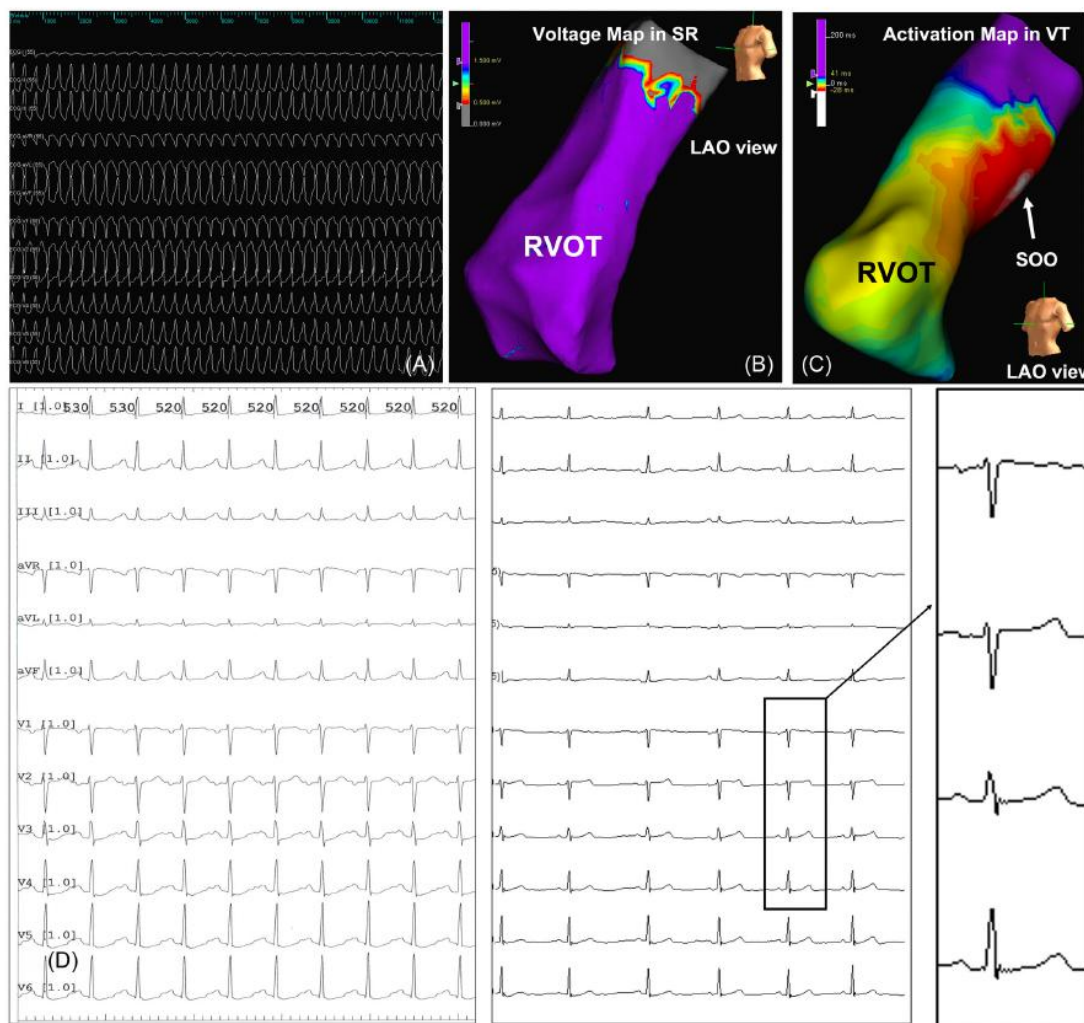 (A)
Voltage Map in SR
1.500 mV
0.500 mV
0.000 mV
LAO view
RVOT
(B)
Activation Map in VT
200 ms
41 ms
0 ms
-28 ms
RVOT
SOO
(C)
LAO view
I [1.0] 530 530 520 520 520 520 520 520 520
II [1.0]
III [1.0]
aVR [1.0]
aVL [1.0]
aVF [1.0]
V1 [1.0]
V2 [1.0]
V3 [1.0]
V4 [1.0]
V5 [1.0]
(D)
V6 [1.0]